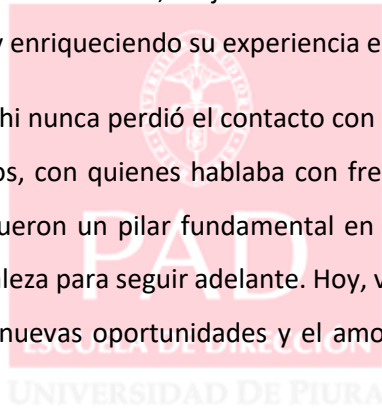 y enriqueciendo su experiencia e
hi nunca perdió el contacto con
os, con quienes hablaba con fre
ueron un pilar fundamental en
aleza para seguir adelante. Hoy, v
nuevas oportunidades y el amo
PAD
ESCUELA DE DIRECCIÓN
UNIVERSIDAD DE PIURA